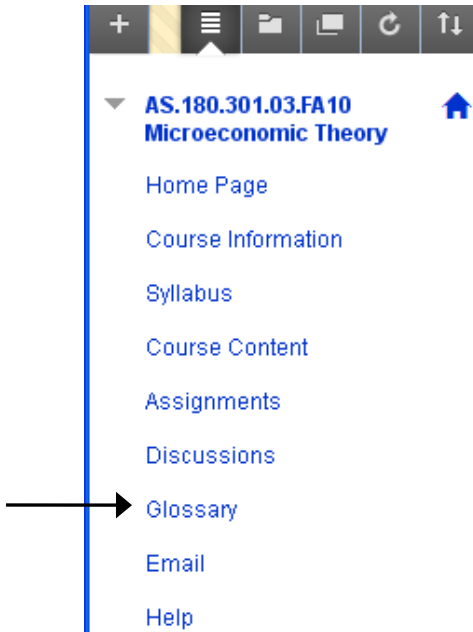 AS.180.301.03.FA10
Microeconomic Theory
Home Page
Course Information
Syllabus
Course Content
Assignments
Discussions
Glossary
Email
Help